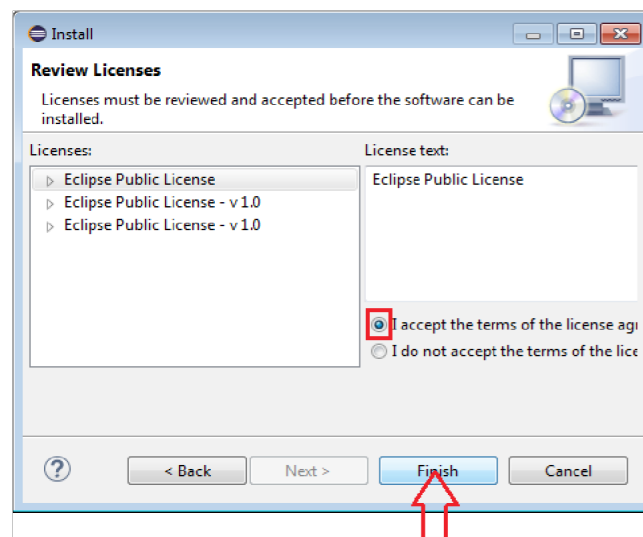 Install
Review Licenses
Licenses must be reviewed and accepted before the software can be
installed.
Licenses:
Eclipse Public License
Eclipse Public License - v 1.0
Eclipse Public License - v 1.0
License text:
Eclipse Public License
I accept the terms of the license agr
I do not accept the terms of the lice
?
< Back
Next >
Finish
Cancel